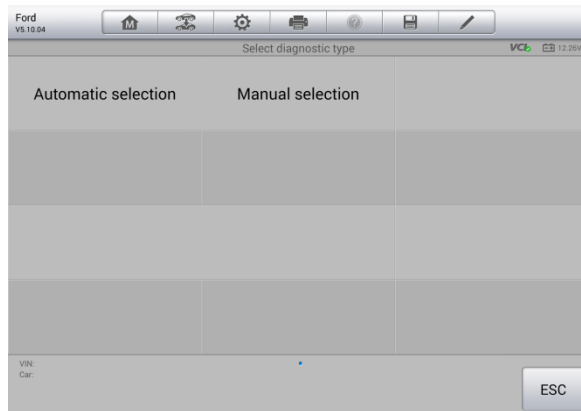 Ford
V5.10.04
M
?
Select diagnostic type
VCI
12.26V
Automatic selection
Manual selection
VIN:
Car:
ESC